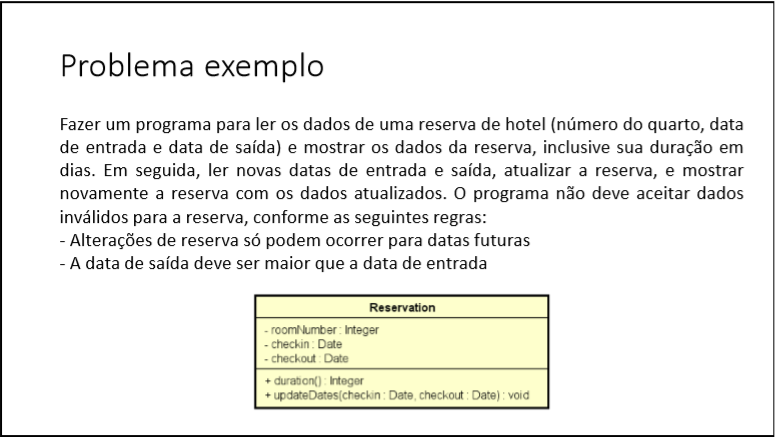 Problema exemplo
Fazer um programa para ler os dados de uma reserva de hotel (número do quarto, data
de entrada e data de saída) e mostrar os dados da reserva, inclusive sua duração em
dias. Em seguida, ler novas datas de entrada e saída, atualizar a reserva, e mostrar
novamente a reserva com os dados atualizados. O programa não deve aceitar dados
inválidos para a reserva, conforme as seguintes regras:
- Alterações de reserva só podem ocorrer para datas futuras
- A data de saída deve ser maior que a data de entrada
Reservation
- roomNumber : Integer
- checkin : Date
- checkout : Date
+ duration() : Integer
+ updateDates(checkin : Date, checkout : Date) : void